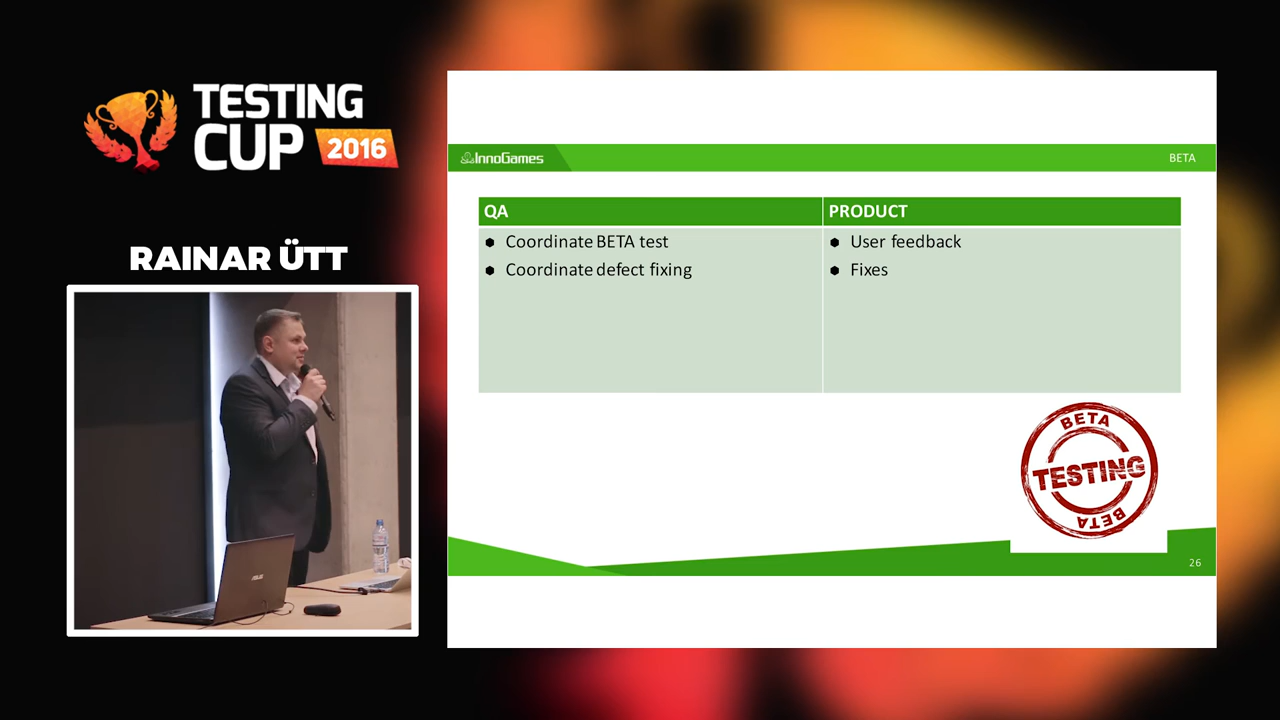 TESTING
CUP 2016
RAINAR ÜTT
ASUS
InnoGames
BETA
QA
PRODUCT
Coordinate BETA test
Coordinate defect fixing
User feedback
Fixes
BETA
TESTING
BETA
26